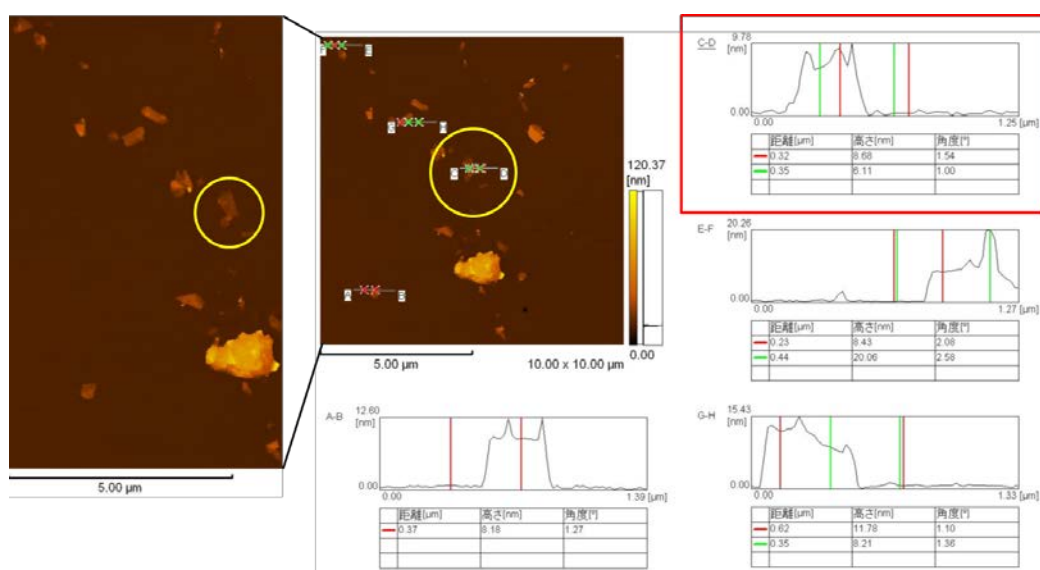 5.00 µm
120.37
[nm]
0.00
5.00 µm
10.00 x 10.00 µm
C-D
9.78
[nm]
0.00
0.00
1.25 [µm]
距離[µm] 高さ[nm] 角度[°]
0.32 8.68 1.54
0.35 6.11 1.00
E-F
20.26
[nm]
0.00
0.00
1.27 [µm]
距離[µm] 高さ[nm] 角度[°]
0.23 8.43 2.08
0.44 20.06 2.58
A-B
12.60
[nm]
0.00
0.00
1.39 [µm]
距離[µm] 高さ[nm] 角度[°]
0.37 8.18 1.27
G-H
15.43
[nm]
0.00
0.00
1.33 [µm]
距離[µm] 高さ[nm] 角度[°]
0.62 11.78 1.10
0.35 8.21 1.36